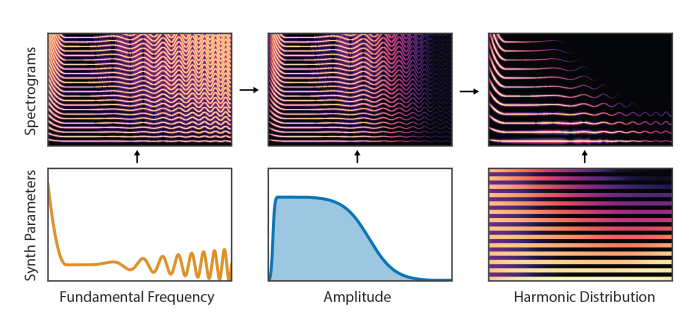 Spectrograms
Synth Parameters
Fundamental Frequency
Amplitude
Harmonic Distribution